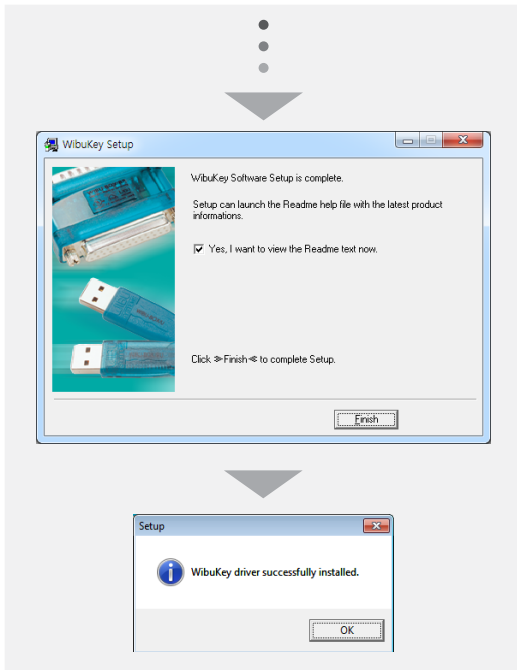 WibuKey Setup
WibuKey Software Setup is complete.
Setup can launch the Readme help file with the latest product
informations.
Yes, I want to view the Readme text now.
Click >Finish< to complete Setup.
Finish
Setup
WibuKey driver successfully installed.
OK